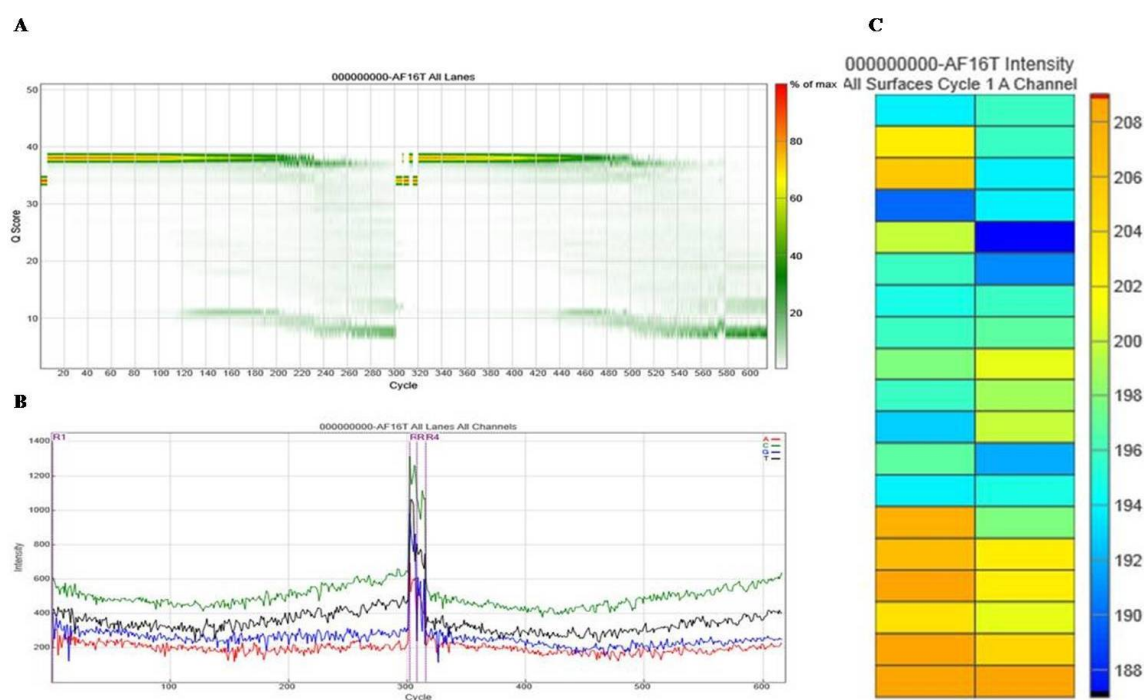 A
000000000-AF16T All Lanes
Q Score
50
40
30
20
10
20 40 60 80 100 120 140 160 180 200 220 240 260 280 300 320 340 360 380 400 420 440 460 480 500 520 540 560 580 600
Cycle
% of max
80
60
40
20
B
000000000-AF16T All Lanes All Channels
Intensity
1400
1200
1000
800
600
400
200
R1
RRR4
A
C
G
T
100 200 300 400 500 600
Cycle
C
000000000-AF16T Intensity
All Surfaces Cycle 1 A Channel
208
206
204
202
200
198
196
194
192
190
188